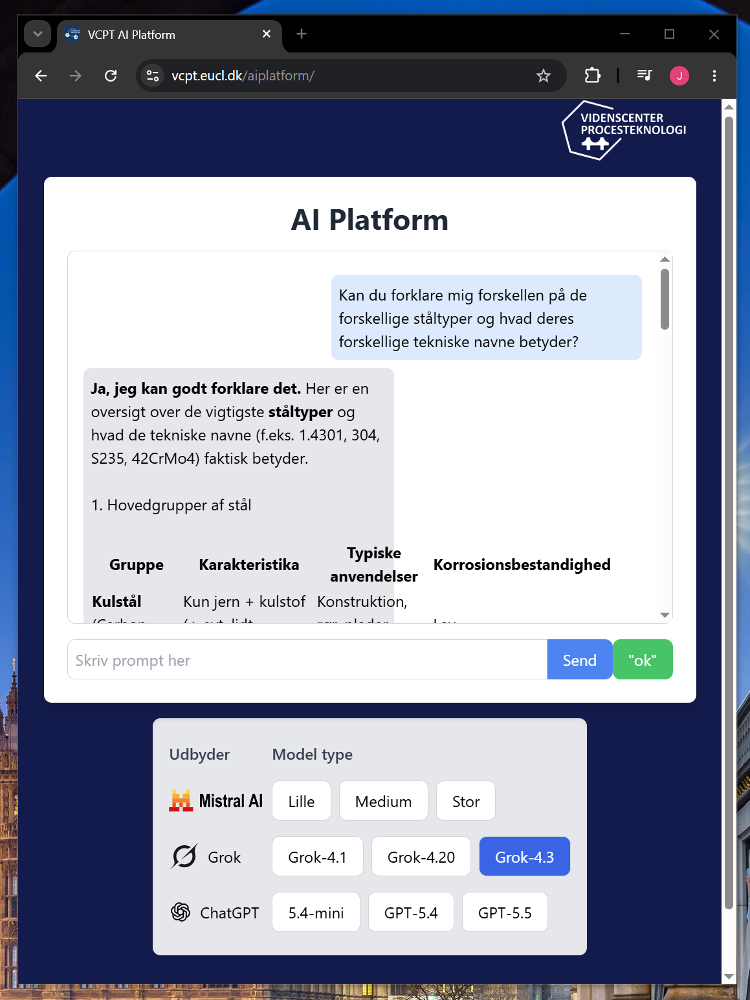 VCPT AI Platform
vcpt.eucl.dk/aiplatform/
J
VIDENSCENTER
PROCESTEKNOLOGI
AI Platform
Kan du forklare mig forskellen på de
forskellige ståltyper og hvad deres
forskellige tekniske navne betyder?
Ja, jeg kan godt forklare det. Her er en
oversigt over de vigtigste ståltyper og
hvad de tekniske navne (f.eks. 1.4301, 304,
S235, 42CrMo4) faktisk betyder.
1. Hovedgrupper af stål
Gruppe Karakteristika Typiske anvendelser Korrosionsbestandighed
Kulstål Kun jern + kulstof Konstruktion,
Skriv prompt her Send "ok"
Udbyder Model type
Mistral AI Lille Medium Stor
Grok Grok-4.1 Grok-4.20 Grok-4.3
ChatGPT 5.4-mini GPT-5.4 GPT-5.5